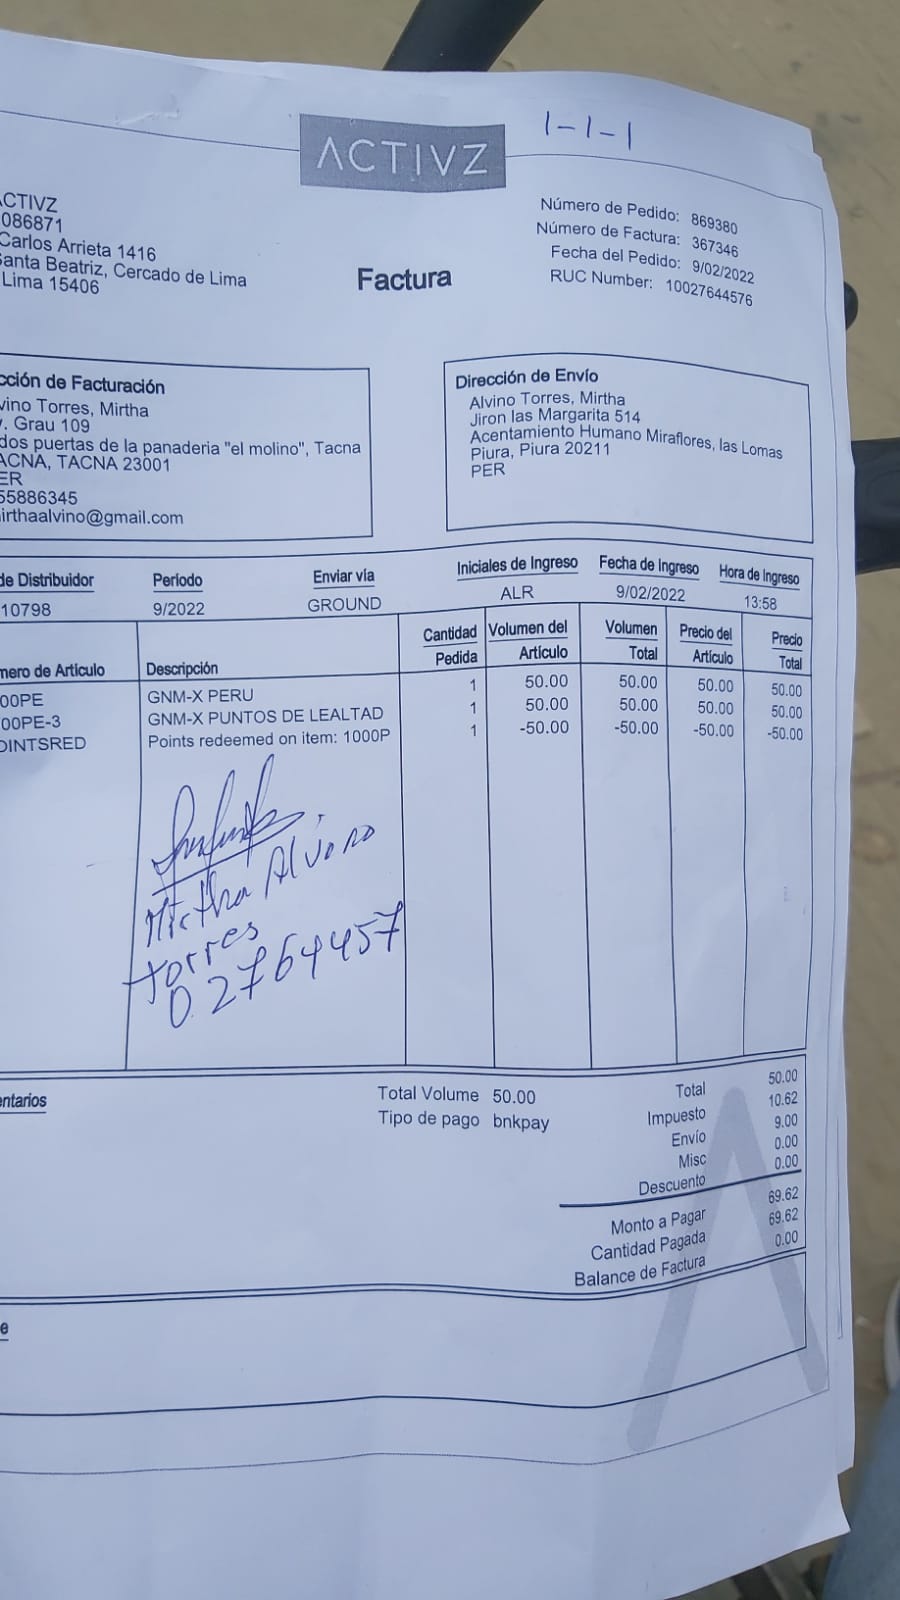 ACTIVZ
1-1-1
ACTIVZ
086871
Carlos Arrieta 1416
Santa Beatriz, Cercado de Lima
Lima 15406
Factura
Número de Pedido: 869380
Número de Factura: 367346
Fecha del Pedido: 9/02/2022
RUC Number: 10027644576
cción de Facturación
vino Torres, Mirtha
. Grau 109
dos puertas de la panaderia "el molino", Tacna
ACNA, TACNA 23001
ER
55886345
irthaalvino@gmail.com
Dirección de Envío
Alvino Torres, Mirtha
Jiron las Margarita 514
Acentamiento Humano Miraflores, las Lomas
Piura, Piura 20211
PER
de Distribuidor Período Enviar vía Iniciales de Ingreso Fecha de Ingreso Hora de Ingreso
10798 9/2022 GROUND ALR 9/02/2022 13:58
mero de Artículo Descripción Cantidad Pedida Volumen del Artículo Volumen Total Precio del Artículo Precio Total
00PE GNM-X PERU 1 50.00 50.00 50.00 50.00
00PE-3 GNM-X PUNTOS DE LEALTAD 1 50.00 50.00 50.00 50.00
OINTSRED Points redeemed on item: 1000P 1 -50.00 -50.00 -50.00 -50.00
Mirtha Alvino
Torres
02764457
entarios
Total Volume 50.00
Tipo de pago bnkpay
Total 50.00
Impuesto 10.62
Envío 9.00
Misc 0.00
Descuento 0.00
Monto a Pagar 69.62
Cantidad Pagada 69.62
Balance de Factura 0.00
e